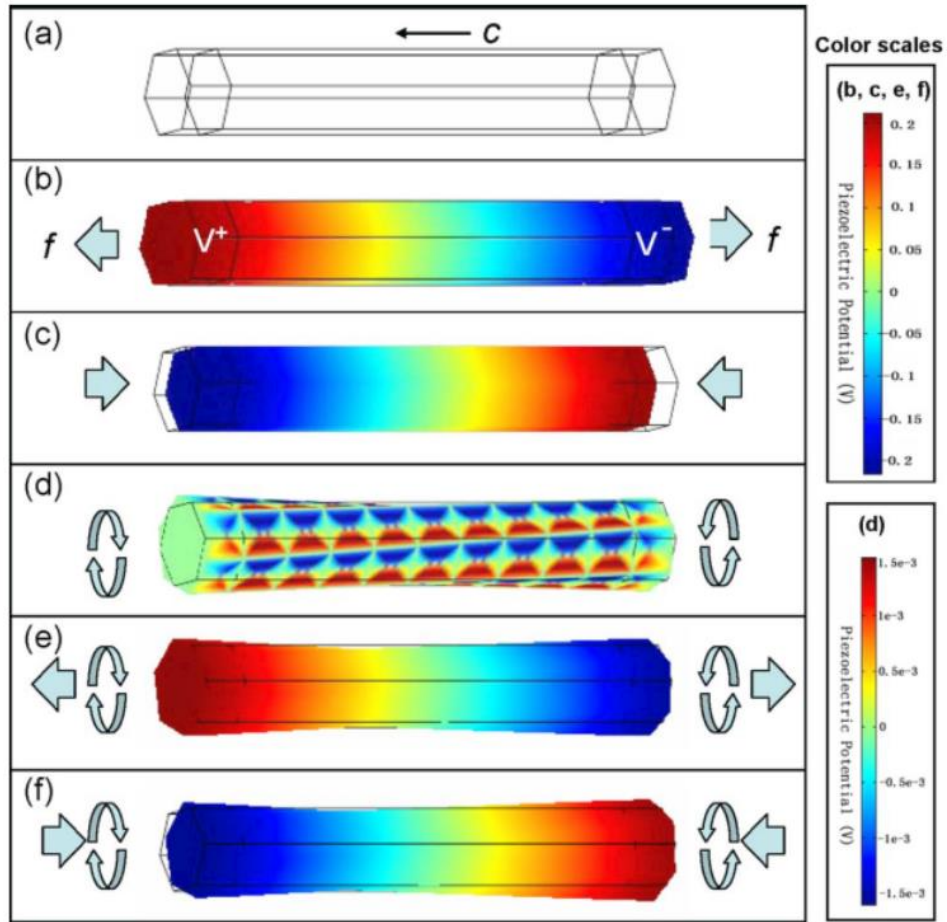 (a)
c
(b)
f
V+
V−
f
(c)
(d)
(e)
(f)
Color scales
(b, c, e, f)
0. 2
0. 15
0. 1
0. 05
0
0. 05
0. 1
0. 15
0. 2
Piezoelectric Potential (V)
(d)
1.5e-3
1e-3
0.5e-3
0
-0.5e-3
-1e-3
-1.5e-3
Piezoelectric Potential (V)